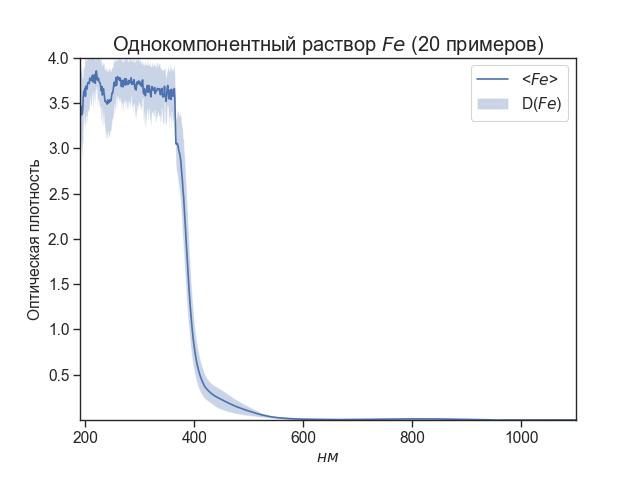 Однокомпонентный раствор Fe (20 примеров)
<Fe>
D(Fe)
Оптическая плотность
4.0
3.5
3.0
2.5
2.0
1.5
1.0
0.5
200 400 600 800 1000
нм